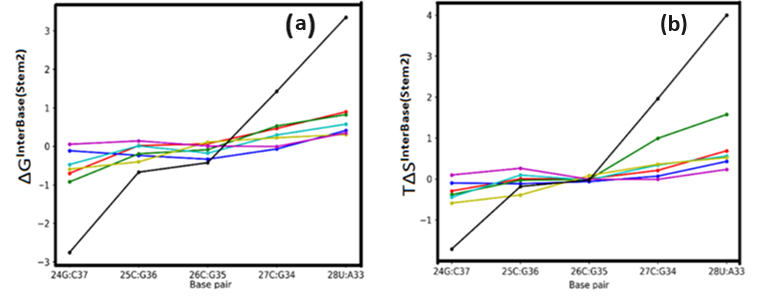 (a)
ΔG^InterBase(Stem2)
3
2
1
0
−1
−2
−3
24G:C37 25C:G36 26C:G35 27C:G34 28U:A33
Base pair
(b)
TΔS^InterBase(Stem2)
4
3
2
1
0
−1
24G:C37 25C:G36 26C:G35 27C:G34 28U:A33
Base pair